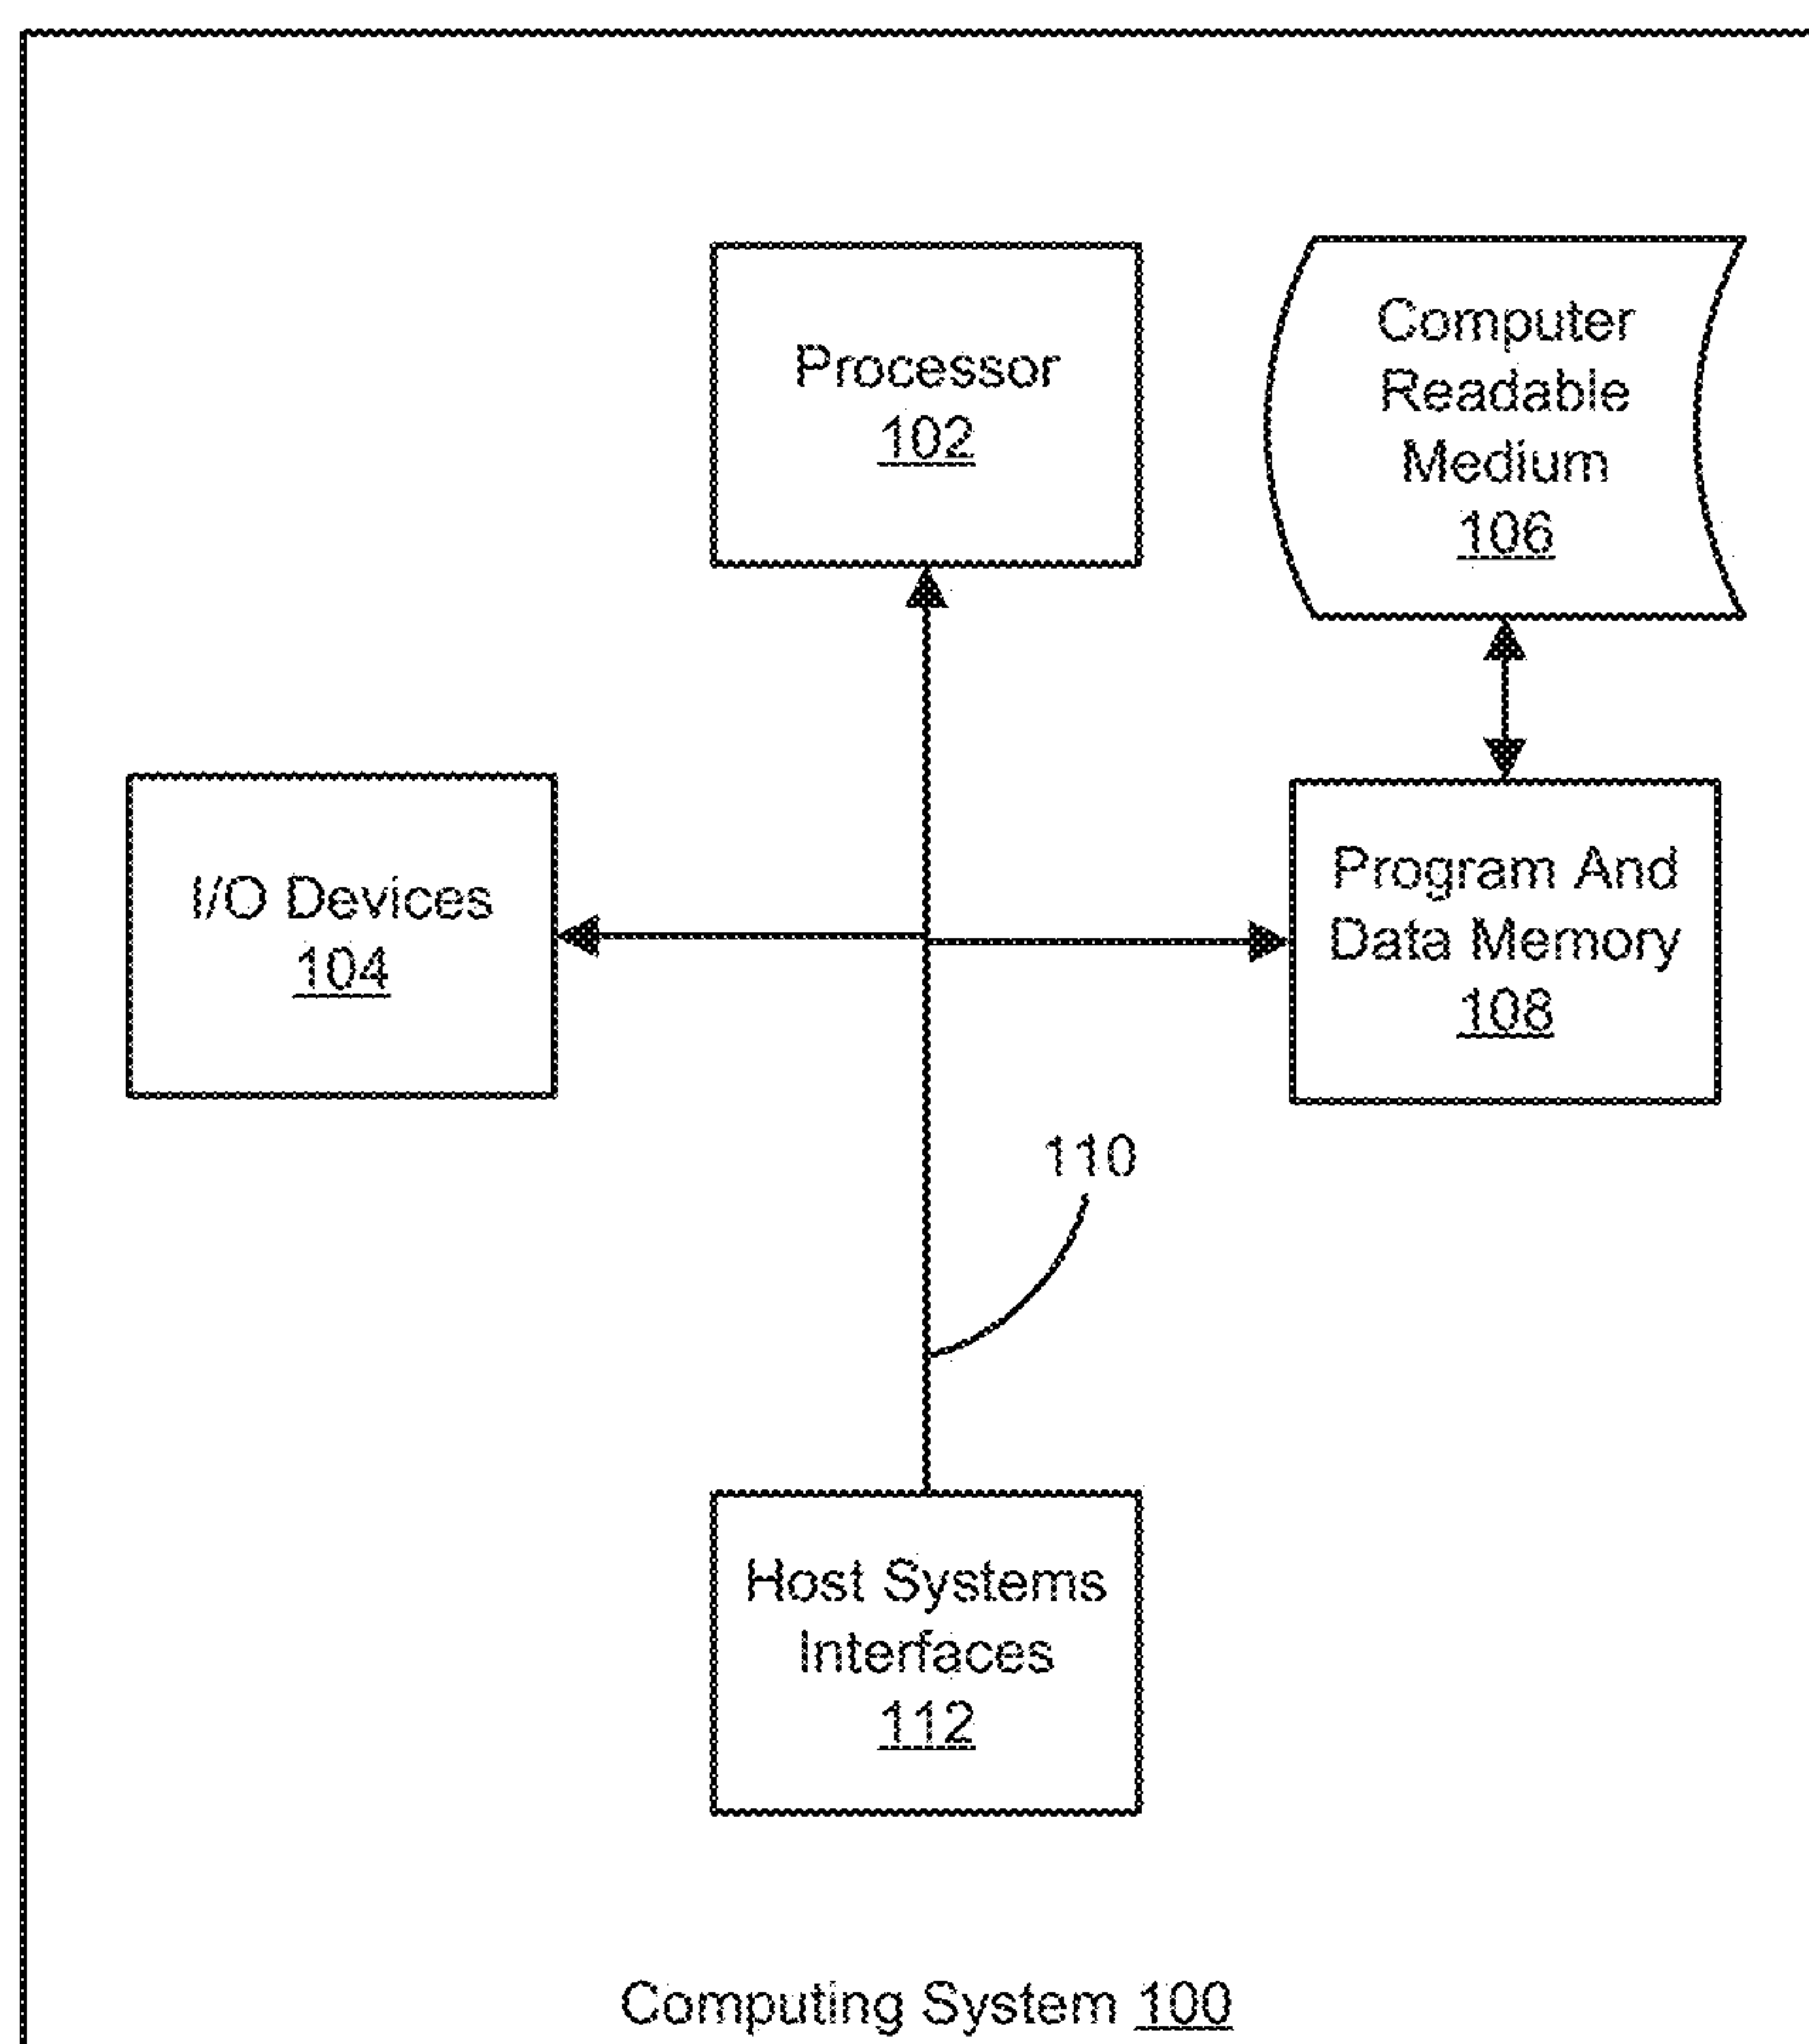 Processor
102
Computer
Readable
Medium
106
I/O Devices
104
Program And
Data Memory
108
110
Host Systems
Interfaces
112
Computing System 100